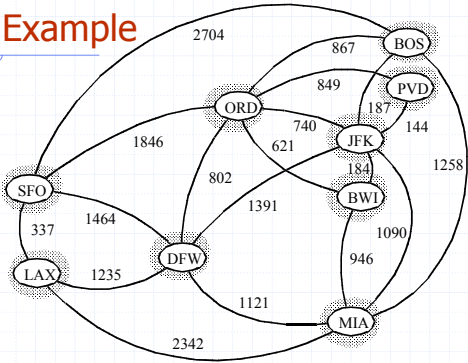 Example
2704
867
BOS
849
PVD
ORD
187
1846
740
JFK
144
621
1258
802
184
SFO
1391
BWI
1464
337
1090
DFW
946
LAX
1235
1121
MIA
2342